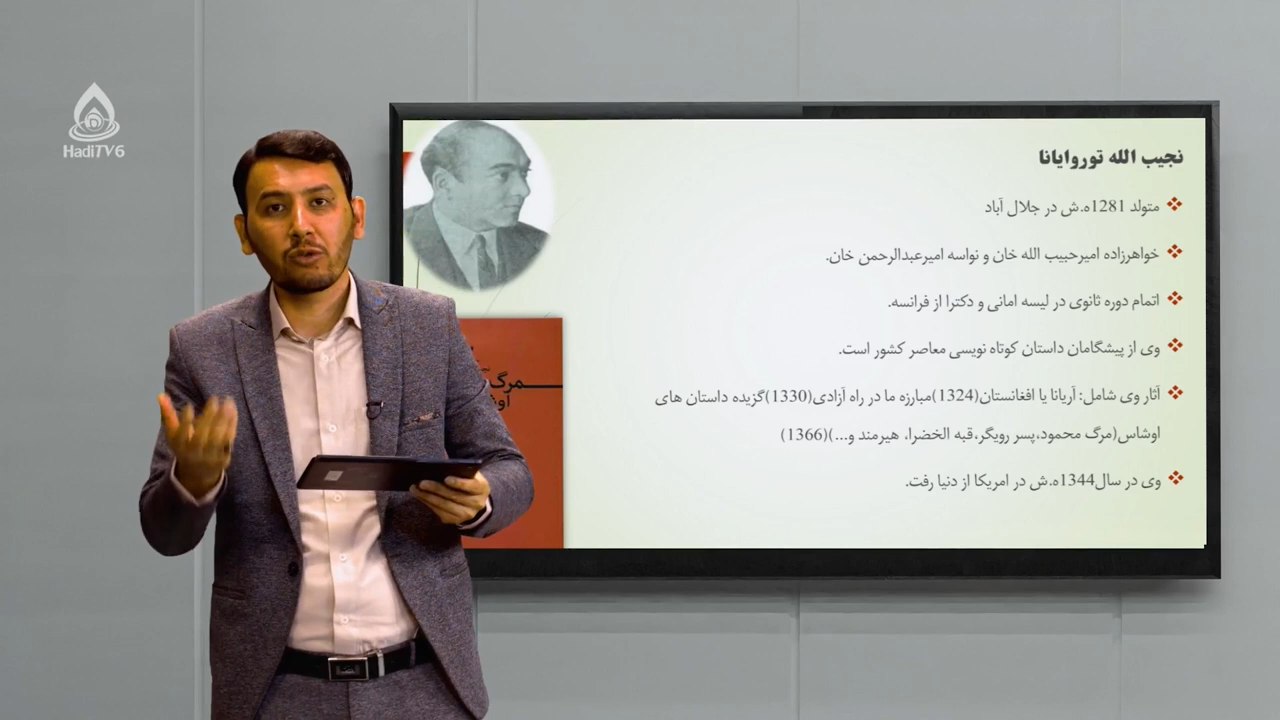 HadiTV6
نجیب الله توروایانا
متولد 1281ه.ش در جلال آباد
خواهرزاده امیرحبیب الله خان و نواسه امیرعبدالرحمن خان.
اتمام دوره ثانوی در لیسه امانی و دکترا از فرانسه.
وی از پیشگامان داستان کوتاه نویسی معاصر کشور است.
آثار وی شامل: آریانا یا افغانستان(1324)مبارزه ما در راه آزادی(1330)گزیده داستان های
اوشاس(مرگ محمود،پسر رویگر،قبه الخضرا، هیرمند و...)(1366)
وی در سال1344ه.ش در امریکا از دنیا رفت.
مرگ